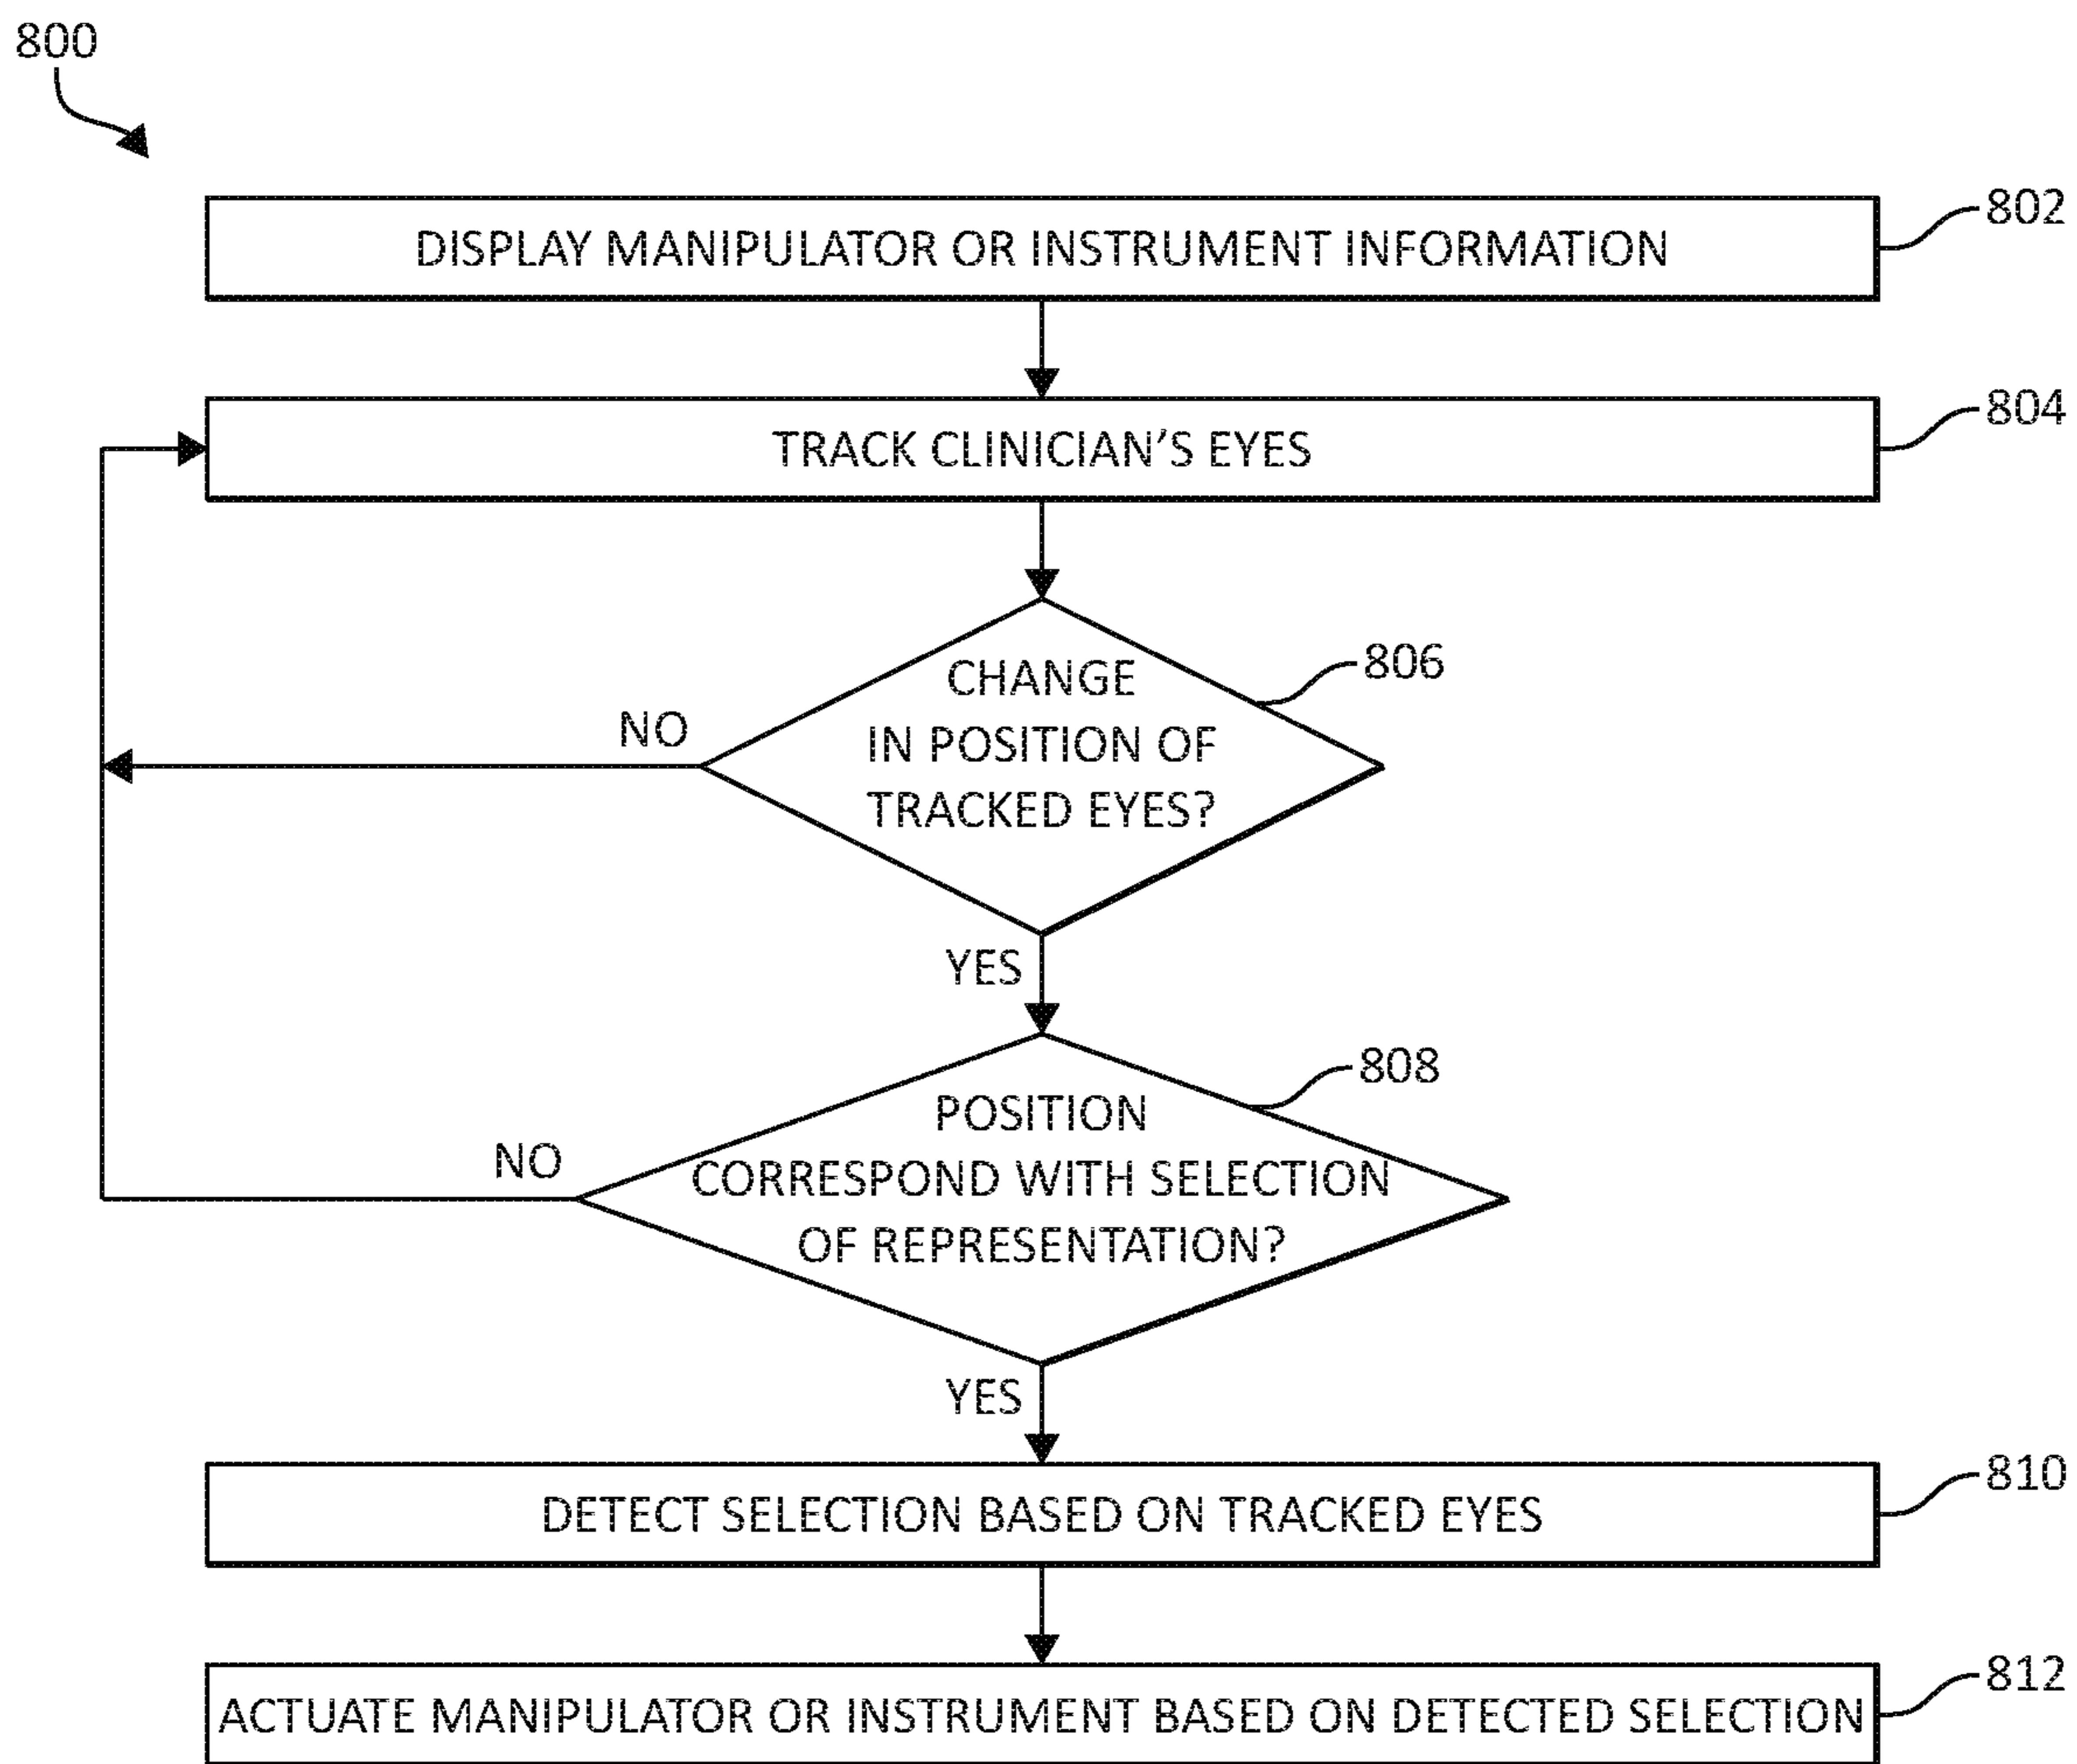 800
DISPLAY MANIPULATOR OR INSTRUMENT INFORMATION
802
TRACK CLINICIAN'S EYES
804
CHANGE
IN POSITION OF
TRACKED EYES?
806
NO
YES
POSITION
CORRESPOND WITH SELECTION
OF REPRESENTATION?
808
NO
YES
DETECT SELECTION BASED ON TRACKED EYES
810
ACTUATE MANIPULATOR OR INSTRUMENT BASED ON DETECTED SELECTION
812